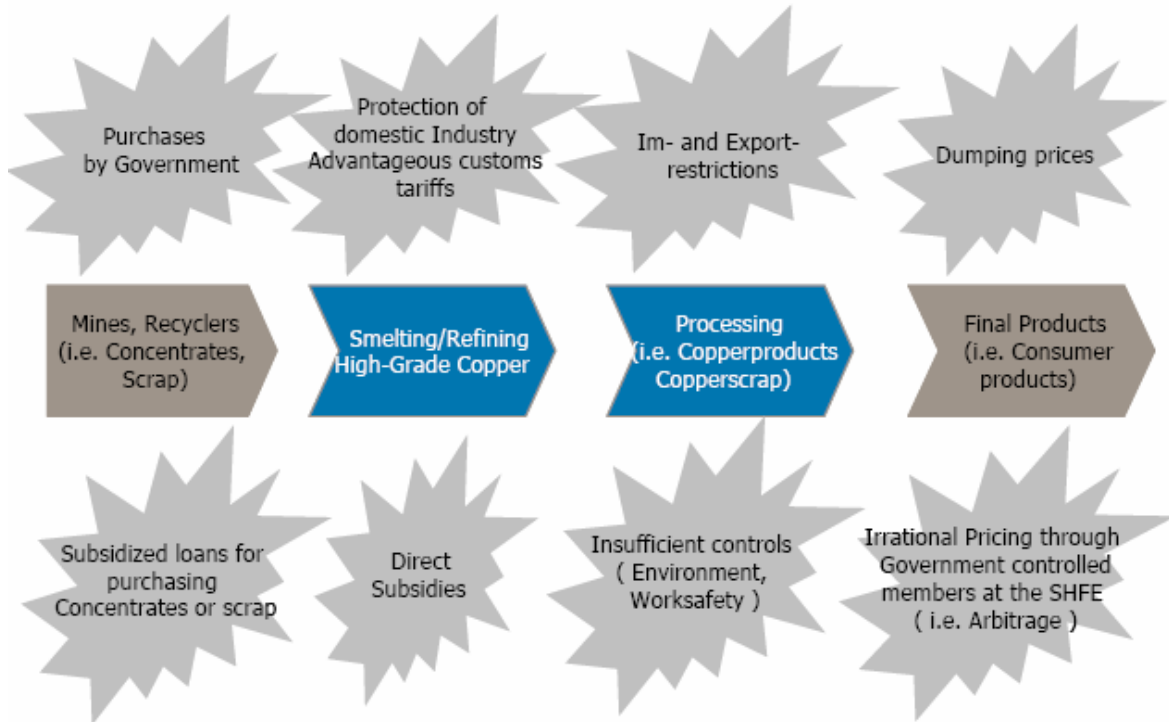 Purchases
by Government
Protection of
domestic Industry
Advantageous customs
tariffs
Im- and Export-
restrictions
Dumping prices
Mines, Recyclers
(i.e. Concentrates,
Scrap)
Smelting/Refining
High-Grade Copper
Processing
(i.e. Copperproducts
Copperscrap)
Final Products
(i.e. Consumer
products)
Subsidized loans for
purchasing
Concentrates or scrap
Direct
Subsidies
Insufficient controls
( Environment,
Worksafety )
Irrational Pricing through
Government controlled
members at the SHFE
( i.e. Arbitrage )